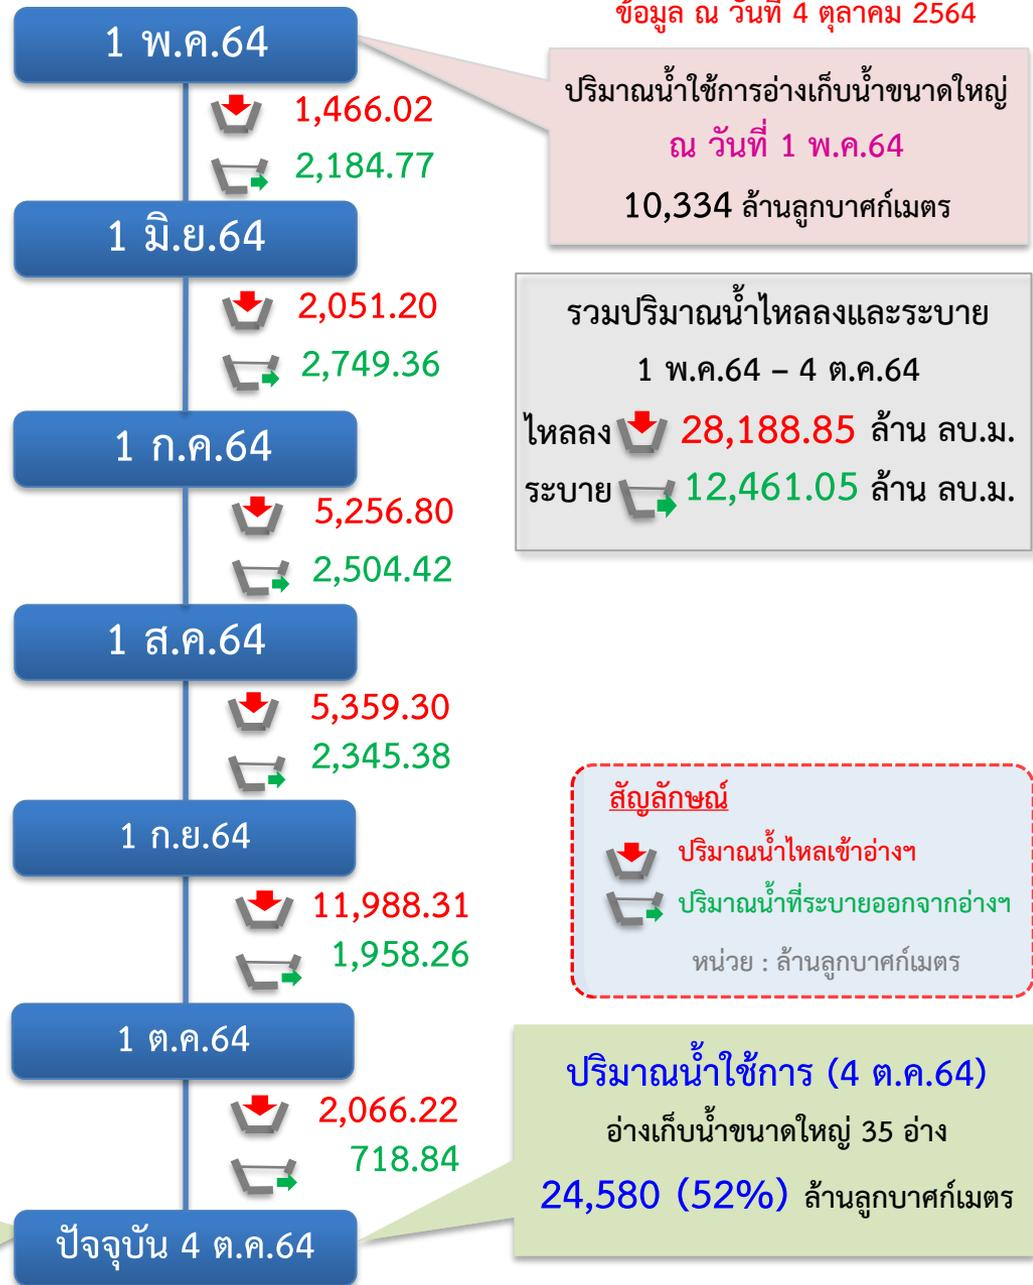 ข้อมูล ณ วันที่ 4 ตุลาคม 2564
1 พ.ค.64
ปริมาณน้ำใช้การอ่างเก็บน้ำขนาดใหญ่
ณ วันที่ 1 พ.ค.64
10,334 ล้านลูกบาศก์เมตร
1,466.02
2,184.77
1 มิ.ย.64
2,051.20
2,749.36
รวมปริมาณน้ำไหลลงและระบาย
1 พ.ค.64 – 4 ต.ค.64
ไหลลง 28,188.85 ล้าน ลบ.ม.
ระบาย 12,461.05 ล้าน ลบ.ม.
1 ก.ค.64
5,256.80
2,504.42
1 ส.ค.64
5,359.30
2,345.38
1 ก.ย.64
11,988.31
1,958.26
สัญลักษณ์
ปริมาณน้ำไหลเข้าอ่างฯ
ปริมาณน้ำที่ระบายออกจากอ่างฯ
หน่วย : ล้านลูกบาศก์เมตร
1 ต.ค.64
2,066.22
718.84
ปัจจุบัน 4 ต.ค.64
ปริมาณน้ำใช้การ (4 ต.ค.64)
อ่างเก็บน้ำขนาดใหญ่ 35 อ่าง
24,580 (52%) ล้านลูกบาศก์เมตร